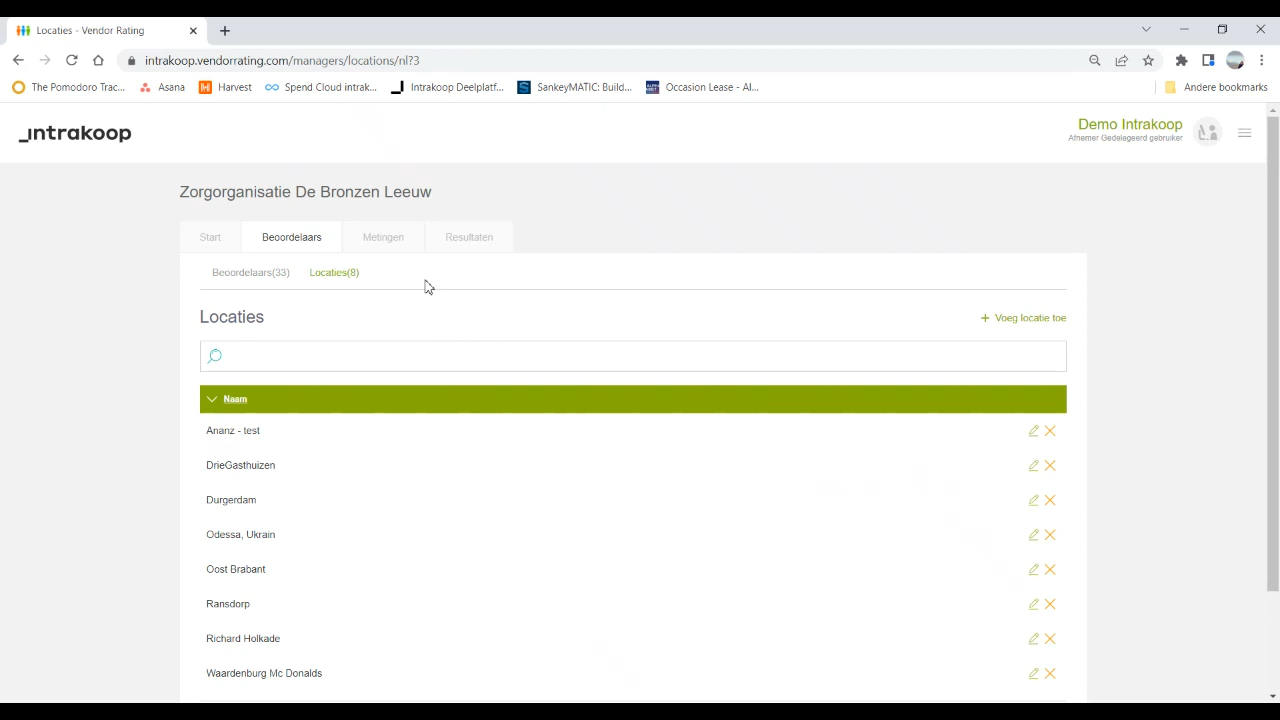 Locaties - Vendor Rating
intrakoop.vendorrating.com/managers/locations/nl?3
The Pomodoro Trac... Asana Harvest Spend Cloud intrak... Intrakoop Deelplatf... SankeyMATIC: Build... Occasion Lease - Al... Andere bookmarks
_intrakoop
Demo Intrakoop
Afnemer Gedelegeerd gebruiker
Zorgorganisatie De Bronzen Leeuw
Start Beoordelaars Metingen Resultaten
Beoordelaars(33) Locaties(8)
Locaties
+ Voeg locatie toe
Naam
Ananz - test
DrieGasthuizen
Durgerdam
Odessa, Ukrain
Oost Brabant
Ransdorp
Richard Holkade
Waardenburg Mc Donalds